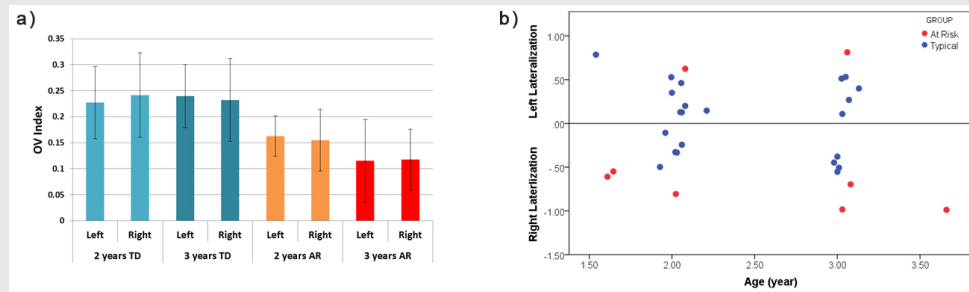 a)
0.35
0.3
0.25
0.2
0.15
0.1
0.05
0
OV Index
Left Right Left Right Left Right Left Right
2 years TD 3 years TD 2 years AR 3 years AR
b)
GROUP
At Risk
Typical
1.00
.50
.00
-.50
-1.00
-1.50
Left Lateralization
Right Laterlization
1.50 2.00 2.50 3.00 3.50
Age (year)